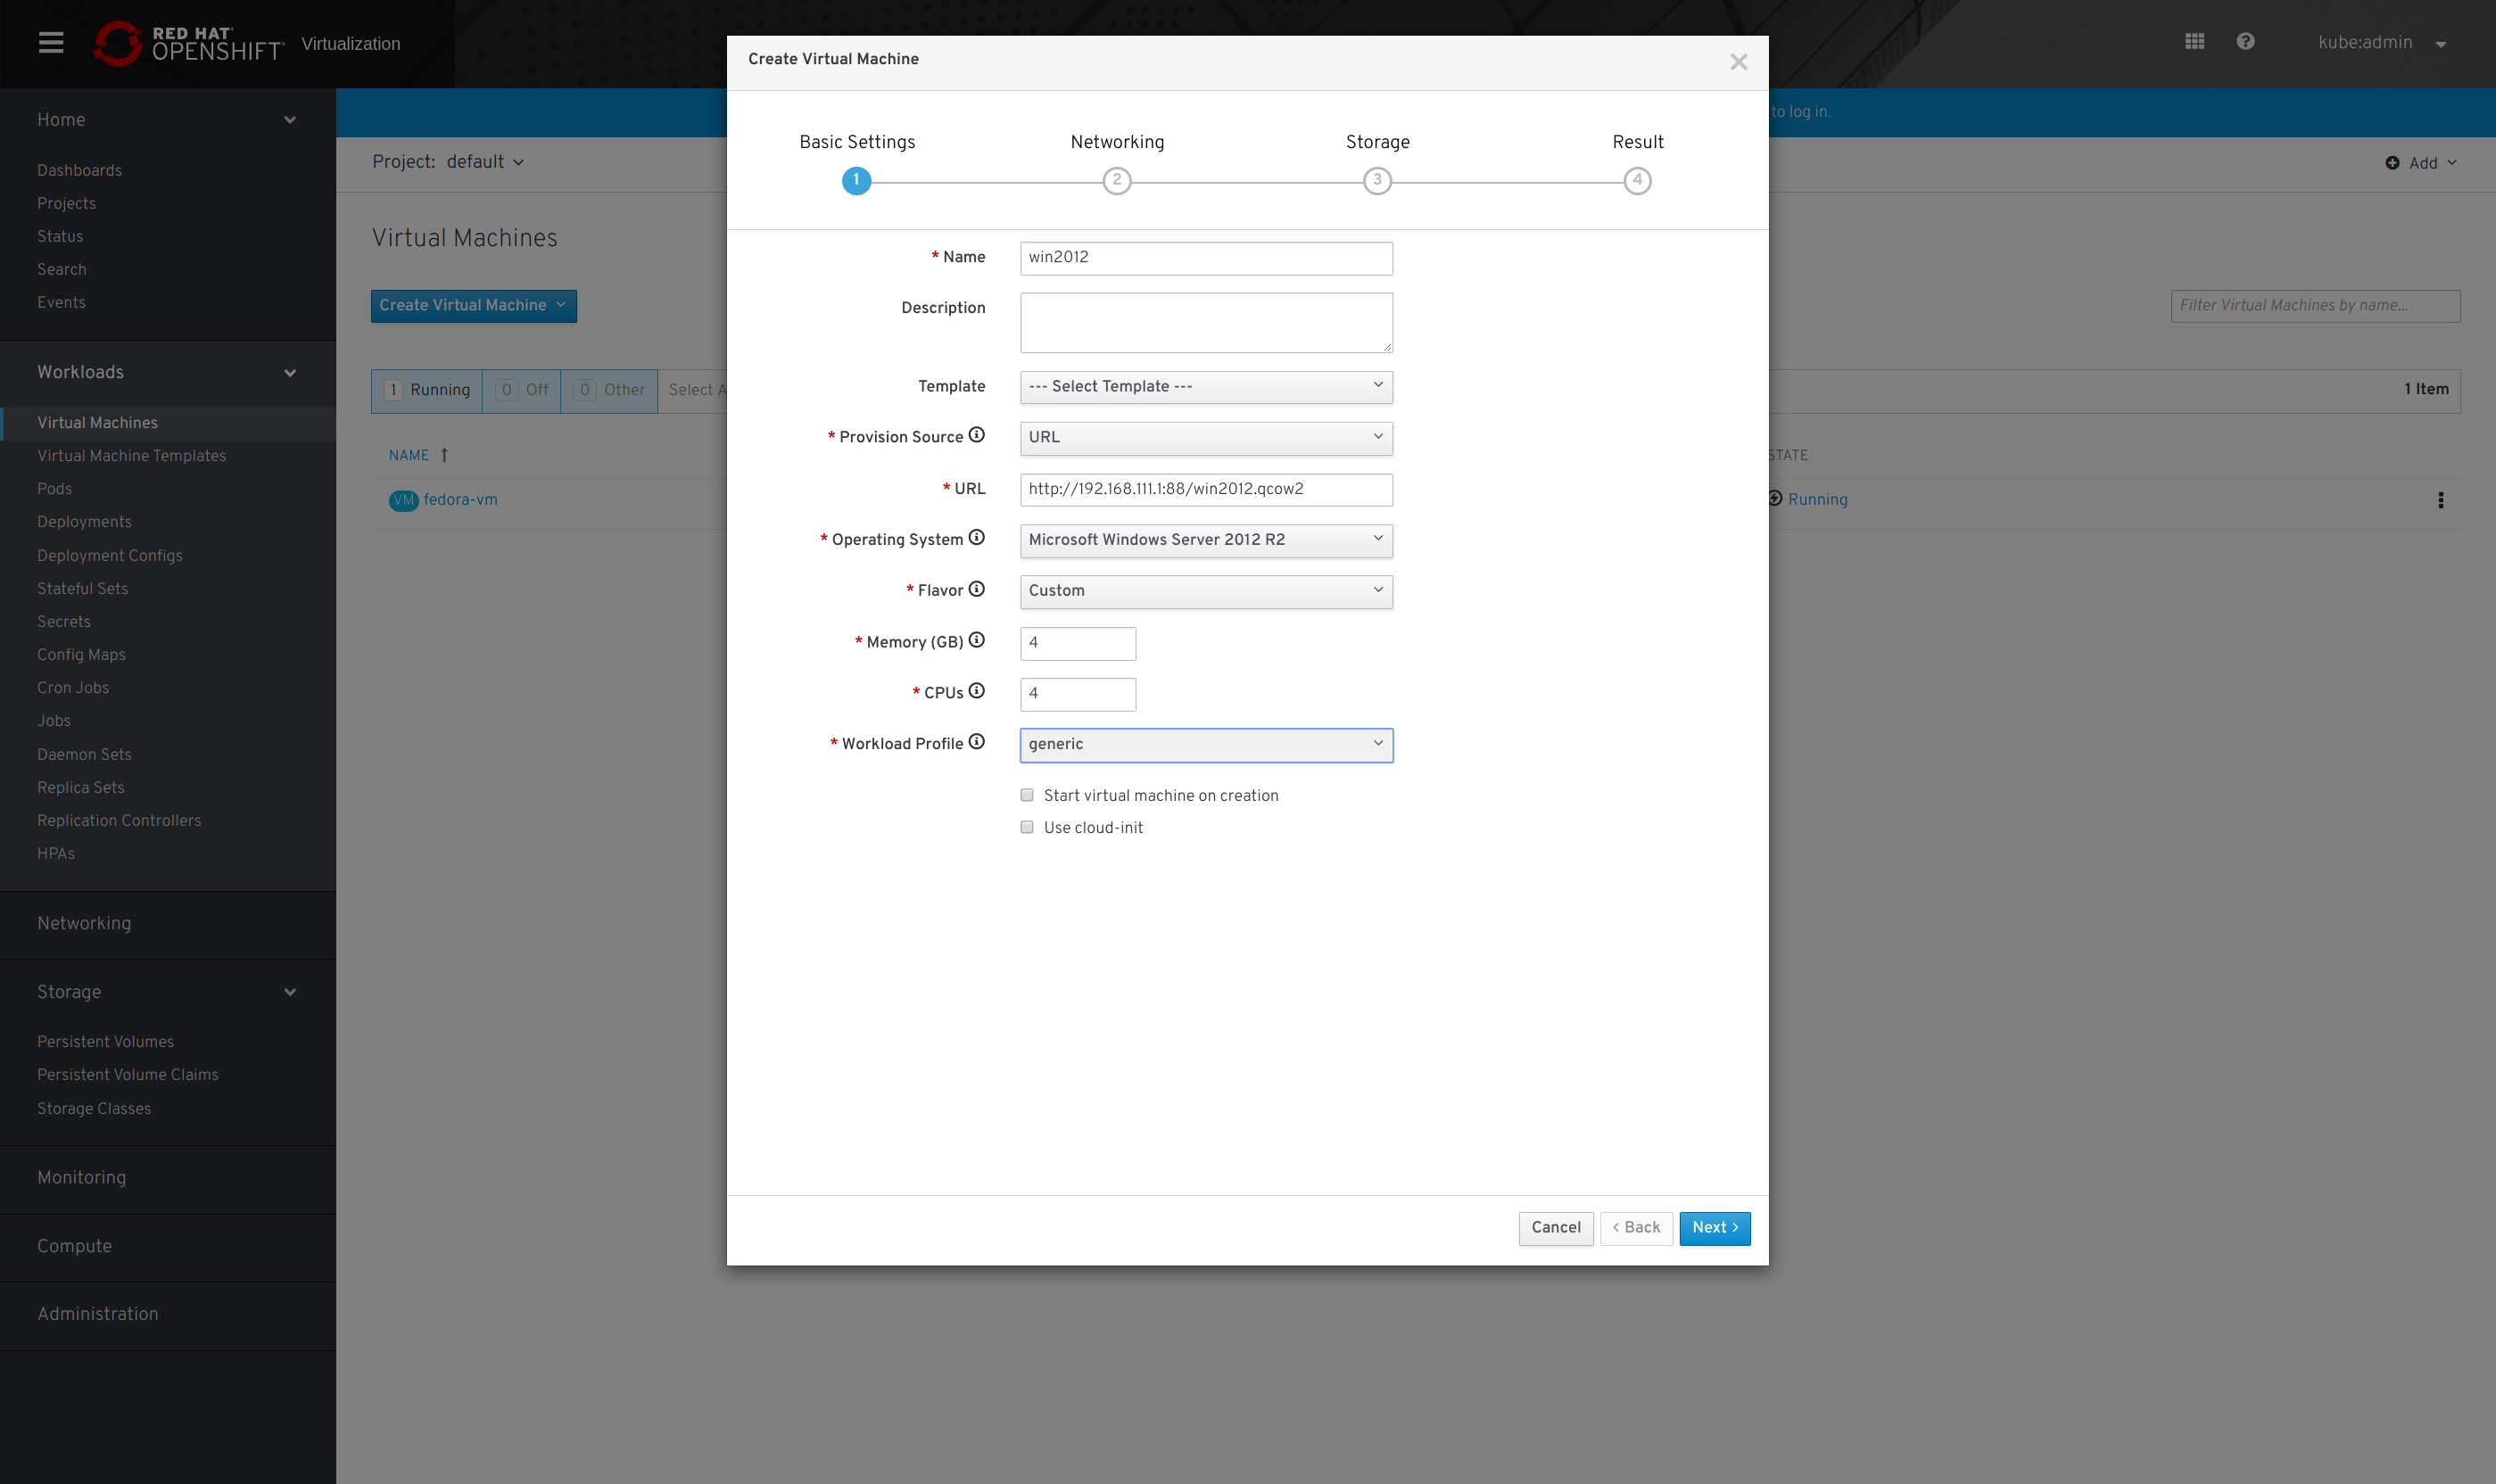 RED HAT
OPENSHIFT Virtualization
kube:admin
Home
Dashboards
Projects
Status
Search
Events
Workloads
Virtual Machines
Virtual Machine Templates
Pods
Deployments
Deployment Configs
Stateful Sets
Secrets
Config Maps
Cron Jobs
Jobs
Daemon Sets
Replica Sets
Replication Controllers
HPAs
Networking
Storage
Persistent Volumes
Persistent Volume Claims
Storage Classes
Monitoring
Compute
Administration
to log in.
Project: default
Add
Virtual Machines
Create Virtual Machine
Filter Virtual Machines by name...
1 Running 0 Off 0 Other Select A
1 Item
NAME
STATE
VM fedora-vm
Running
Create Virtual Machine
Basic Settings Networking Storage Result
1 2 3 4
* Name win2012
Description
Template --- Select Template ---
* Provision Source URL
* URL http://192.168.111.1:88/win2012.qcow2
* Operating System Microsoft Windows Server 2012 R2
* Flavor Custom
* Memory (GB) 4
* CPUs 4
* Workload Profile generic
Start virtual machine on creation
Use cloud-init
Cancel < Back Next >